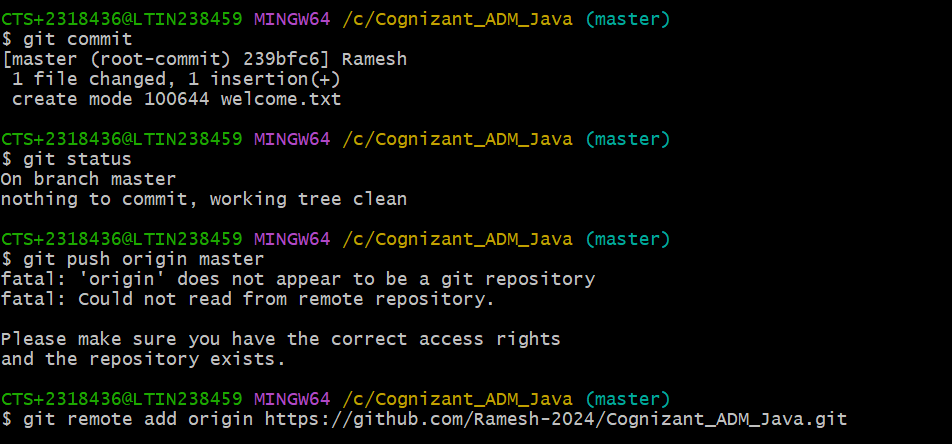 CTS+2318436@LTIN238459 MINGW64 /c/Cognizant_ADM_Java (master)
$ git commit
[master (root-commit) 239bfc6] Ramesh
 1 file changed, 1 insertion(+)
 create mode 100644 welcome.txt
CTS+2318436@LTIN238459 MINGW64 /c/Cognizant_ADM_Java (master)
$ git status
On branch master
nothing to commit, working tree clean
CTS+2318436@LTIN238459 MINGW64 /c/Cognizant_ADM_Java (master)
$ git push origin master
fatal: 'origin' does not appear to be a git repository
fatal: Could not read from remote repository.
Please make sure you have the correct access rights
and the repository exists.
CTS+2318436@LTIN238459 MINGW64 /c/Cognizant_ADM_Java (master)
$ git remote add origin https://github.com/Ramesh-2024/Cognizant_ADM_Java.git